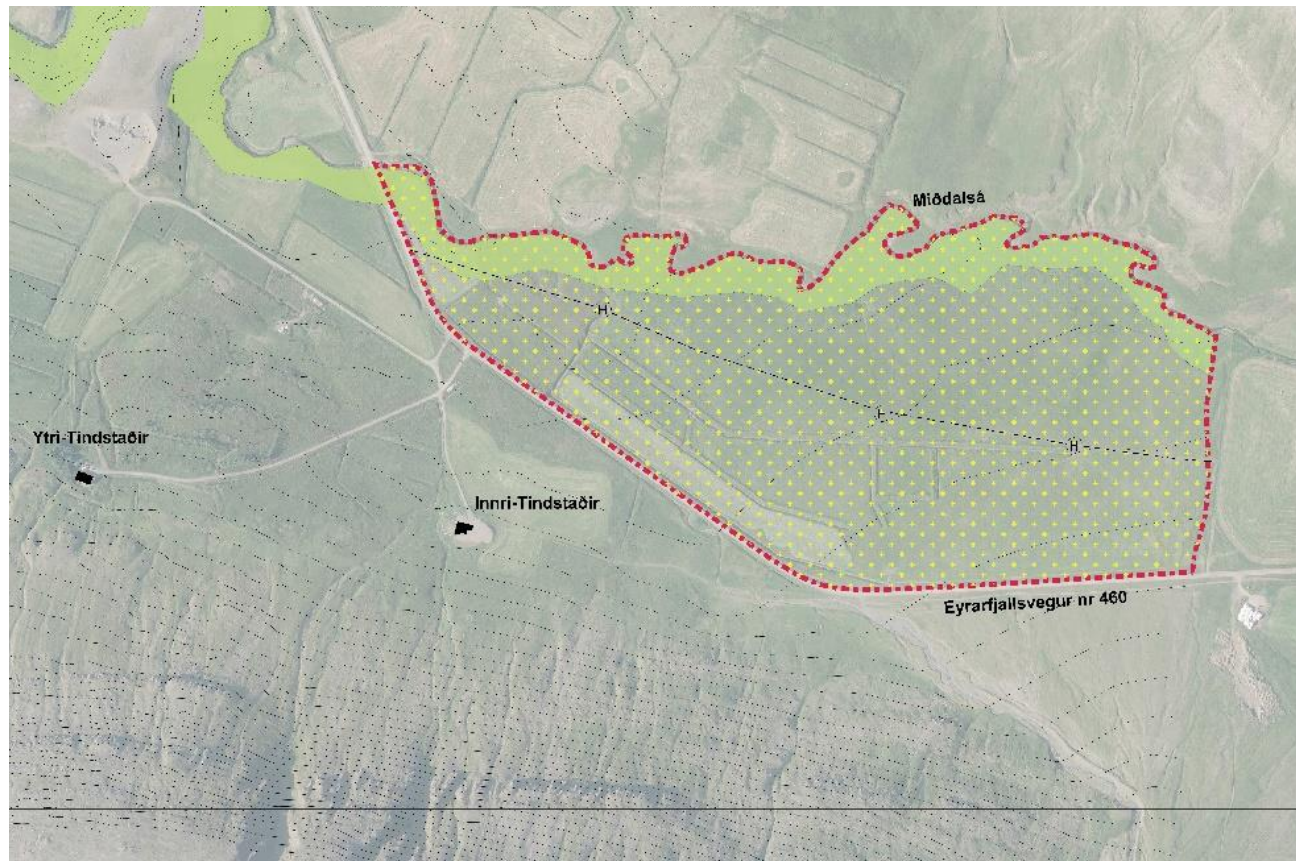 Miðdalsá
H
H
H
Ytri-Tindstaðir
Innri-Tindstaðir
Eyrarfjallsvegur nr 460